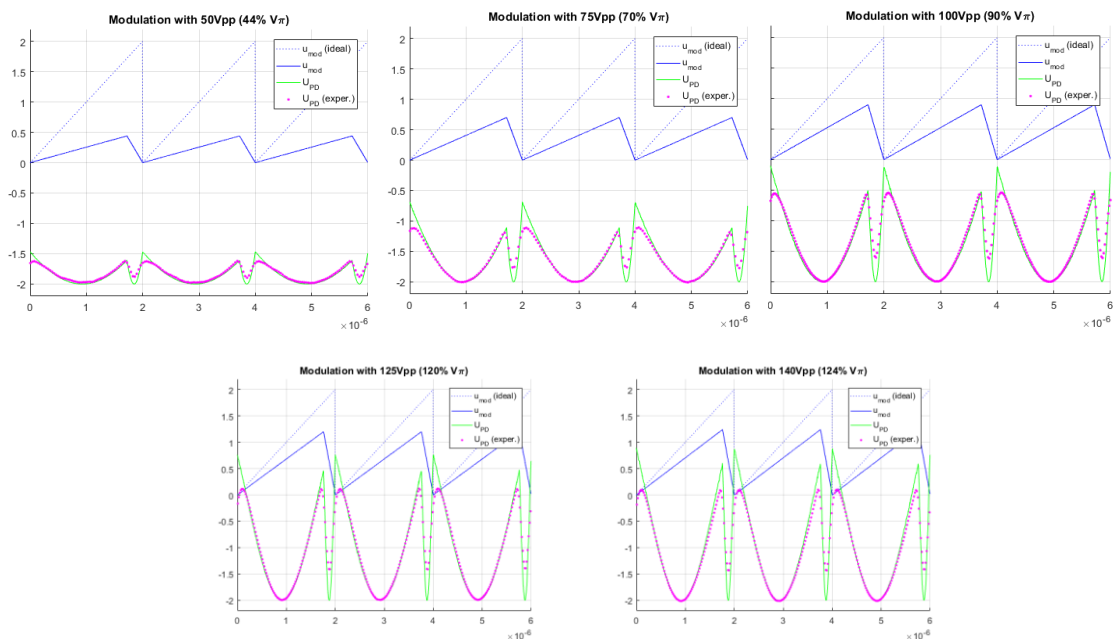 Modulation with 50Vpp (44% Vπ)
2
1.5
1
0.5
0
-0.5
-1
-1.5
-2
0 1 2 3 4 5 6
×10^-6
u_mod (ideal)
u_mod
U_PD
U_PD (exper.)
Modulation with 75Vpp (70% Vπ)
2
1.5
1
0.5
0
-0.5
-1
-1.5
-2
0 1 2 3 4 5 6
×10^-6
u_mod (ideal)
u_mod
U_PD
U_PD (exper.)
Modulation with 100Vpp (90% Vπ)
2
1.5
1
0.5
0
-0.5
-1
-1.5
-2
0 1 2 3 4 5 6
×10^-6
u_mod (ideal)
u_mod
U_PD
U_PD (exper.)
Modulation with 125Vpp (120% Vπ)
2
1.5
1
0.5
0
-0.5
-1
-1.5
-2
0 1 2 3 4 5 6
×10^-6
u_mod (ideal)
u_mod
U_PD
U_PD (exper.)
Modulation with 140Vpp (124% Vπ)
2
1.5
1
0.5
0
-0.5
-1
-1.5
-2
0 1 2 3 4 5 6
×10^-6
u_mod (ideal)
u_mod
U_PD
U_PD (exper.)